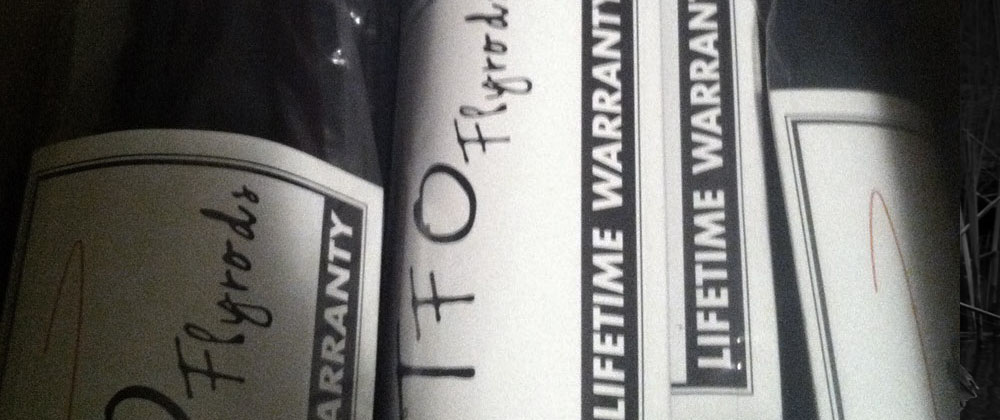 O Flyrods
WARRANTY
TFO Flyrods
LIFETIME WARRANTY
LIFETIME WARRANTY